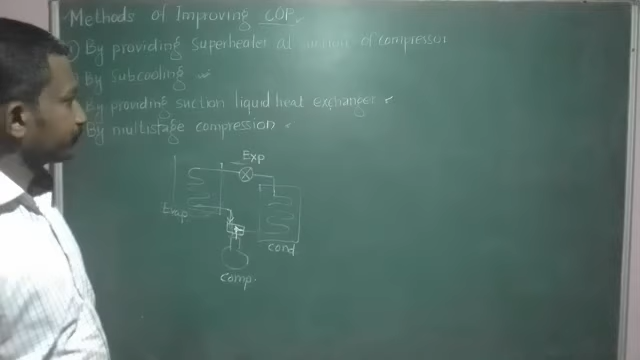 Methods of Improving COP.
By providing superheater at suction of compressor
By subcooling
By providing suction liquid heat exchanger
By multistage compression
Exp
Evap
Cond
Comp.